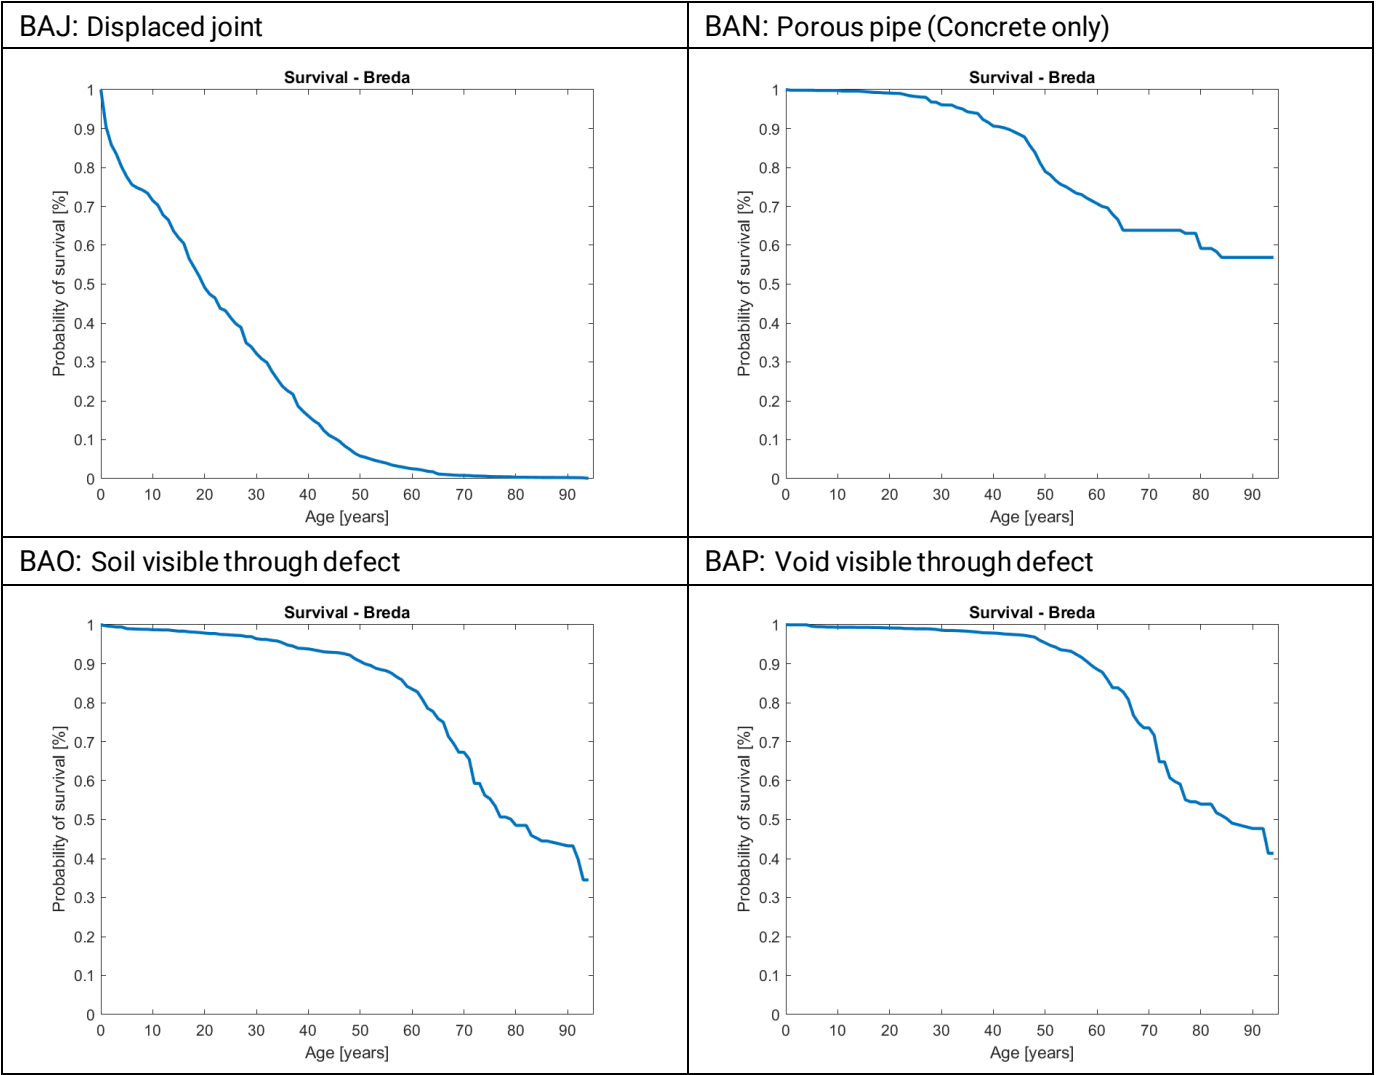 BAJ: Displaced joint
BAN: Porous pipe (Concrete only)
Survival - Breda
1
0.9
0.8
0.7
0.6
0.5
0.4
0.3
0.2
0.1
0
Probability of survival [%]
0 10 20 30 40 50 60 70 80 90
Age [years]
Survival - Breda
1
0.9
0.8
0.7
0.6
0.5
0.4
0.3
0.2
0.1
0
Probability of survival [%]
0 10 20 30 40 50 60 70 80 90
Age [years]
BAO: Soil visible through defect
BAP: Void visible through defect
Survival - Breda
1
0.9
0.8
0.7
0.6
0.5
0.4
0.3
0.2
0.1
0
Probability of survival [%]
0 10 20 30 40 50 60 70 80 90
Age [years]
Survival - Breda
1
0.9
0.8
0.7
0.6
0.5
0.4
0.3
0.2
0.1
0
Probability of survival [%]
0 10 20 30 40 50 60 70 80 90
Age [years]